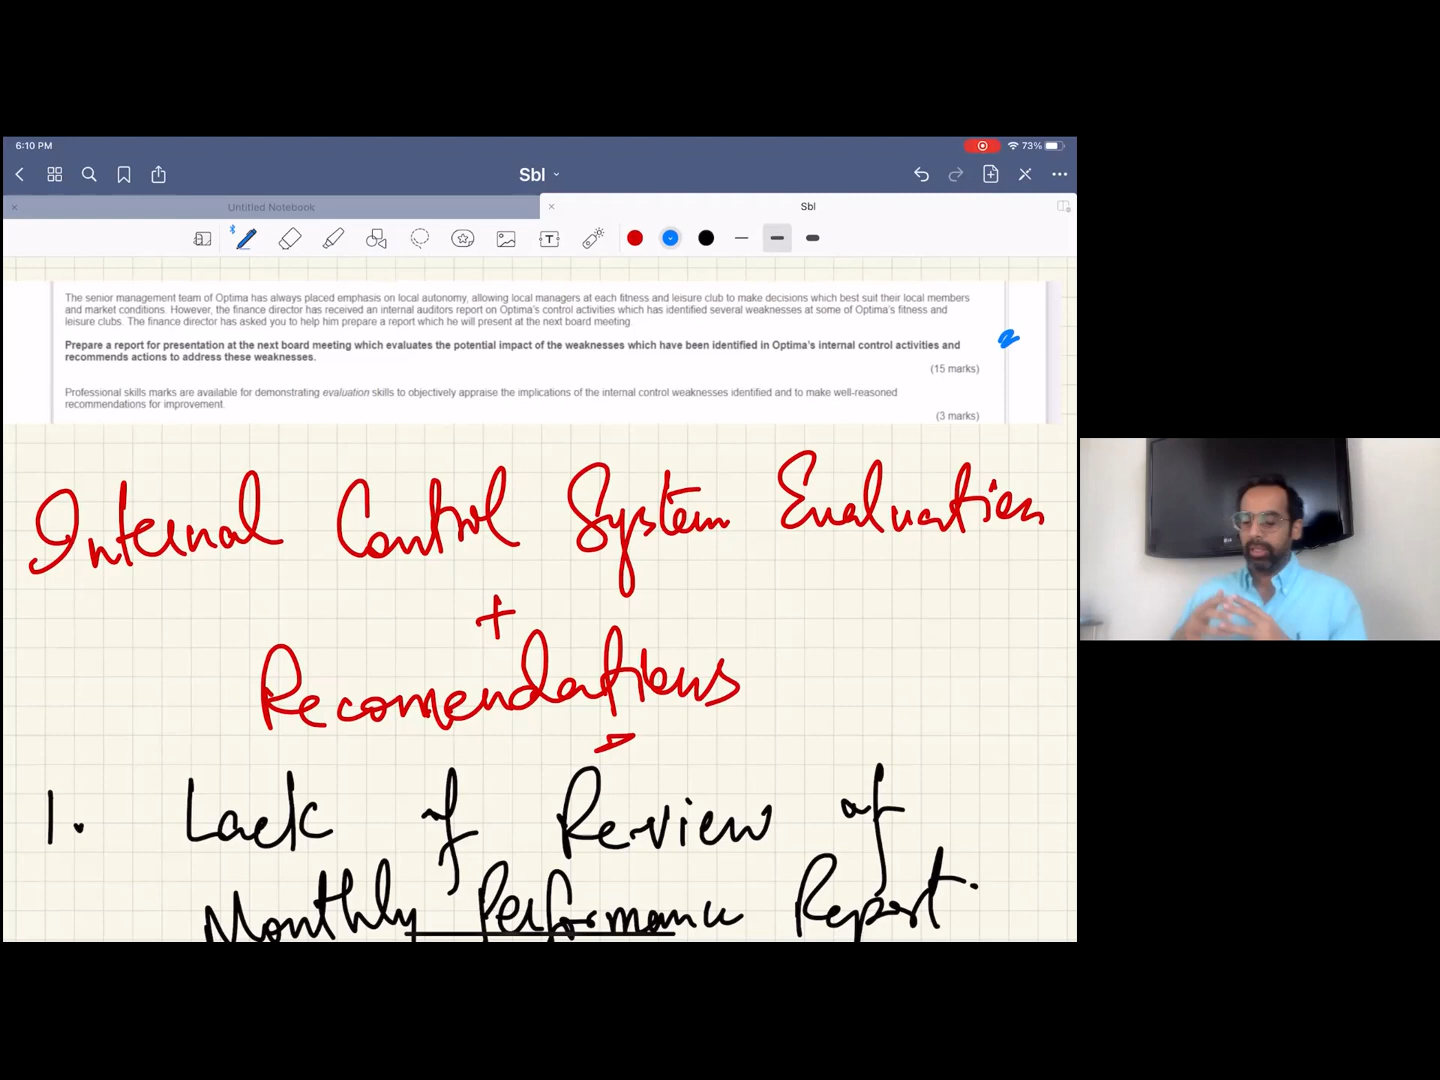 6:10 PM
73%
Sbl
Untitled Notebook
Sbl
T
The senior management team of Optima has always placed emphasis on local autonomy, allowing local managers at each fitness and leisure club to make decisions which best suit their local members
and market conditions. However, the finance director has received an internal auditors report on Optima's control activities which has identified several weaknesses at some of Optima's fitness and
leisure clubs. The finance director has asked you to help him prepare a report which he will present at the next board meeting.
Prepare a report for presentation at the next board meeting which evaluates the potential impact of the weaknesses which have been identified in Optima's internal control activities and
recommends actions to address these weaknesses.
(15 marks)
Professional skills marks are available for demonstrating evaluation skills to objectively appraise the implications of the internal control weaknesses identified and to make well-reasoned
recommendations for improvement.
(3 marks)
Internal Control System Evaluation
+
Recomendations
1. Lack of Review of
Monthly Performance Report.